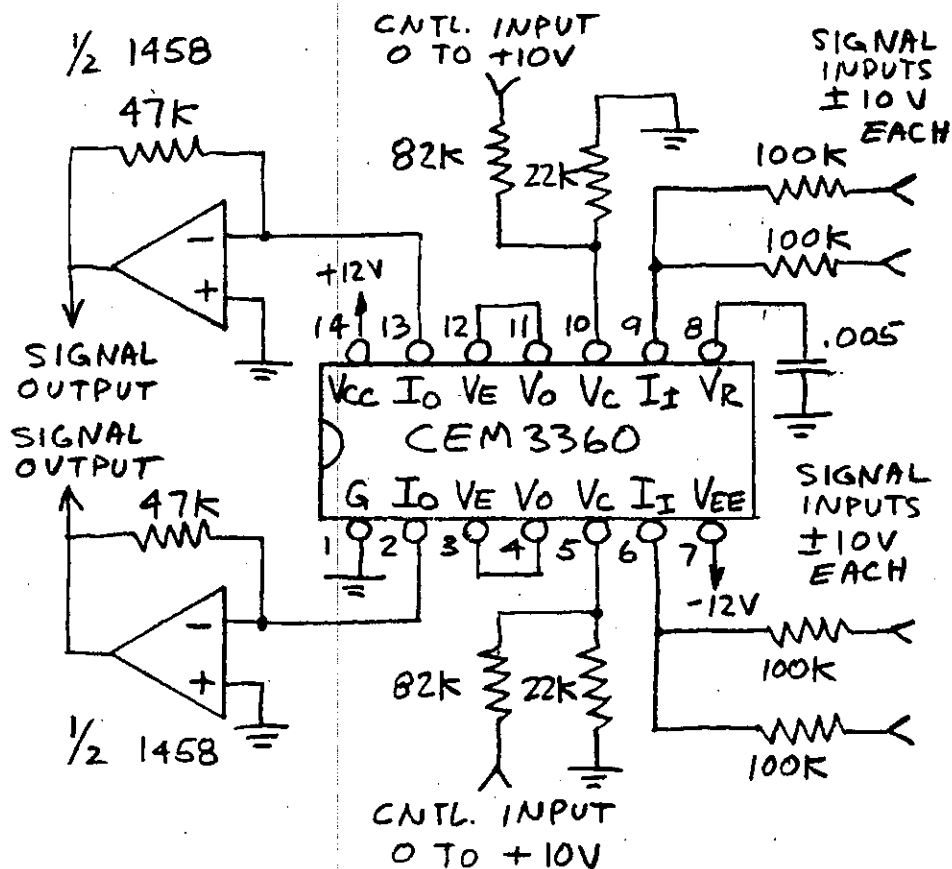 1/2 1458
47K
CNTL. INPUT
0 TO +10V
82K
22K
SIGNAL
INPUTS
±10V
EACH
100K
100K
- 
+
SIGNAL
OUTPUT
+12V
14 13 12 11 10 9 8
.005
VCC IO VE VO VC II VR
CEM 3360
G IO VE VO VC II VEE
1 2 3 4 5 6 7
-12V
SIGNAL
OUTPUT
47K
-
+
1/2 1458
82K
22K
CNTL. INPUT
0 TO +10V
SIGNAL
INPUTS
±10V
EACH
100K
100K